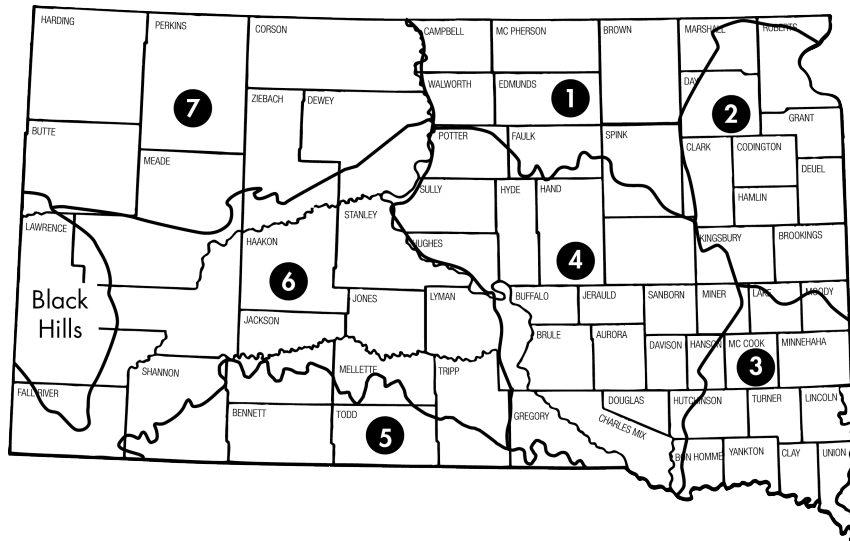 HARDING
PERKINS
CORSON
CAMPBELL
MC PHERSON
BROWN
MARSHALL
ROBERTS
WALWORTH
EDMUNDS
1
DAY
2
ZIEBACH
DEWEY
7
GRANT
BUTTE
POTTER
FAULK
SPINK
CLARK
CODINGTON
MEADE
DEUEL
SULLY
HYDE
HAND
HAMLIN
STANLEY
LAWRENCE
HAAKON
HUGHES
KINGSBURY
BROOKINGS
6
4
Black
Hills
JONES
LYMAN
BUFFALO
JERAULD
SANBORN
MINER
LAKE
MOODY
JACKSON
BRULE
AURORA
DAVISON
HANSON
MC COOK
MINNEHAHA
3
SHANNON
MELLETTE
TRIPP
FALL RIVER
DOUGLAS
HUTCHINSON
TURNER
LINCOLN
BENNETT
TODD
GREGORY
CHARLES MIX
5
BON HOMME
YANKTON
CLAY
UNION